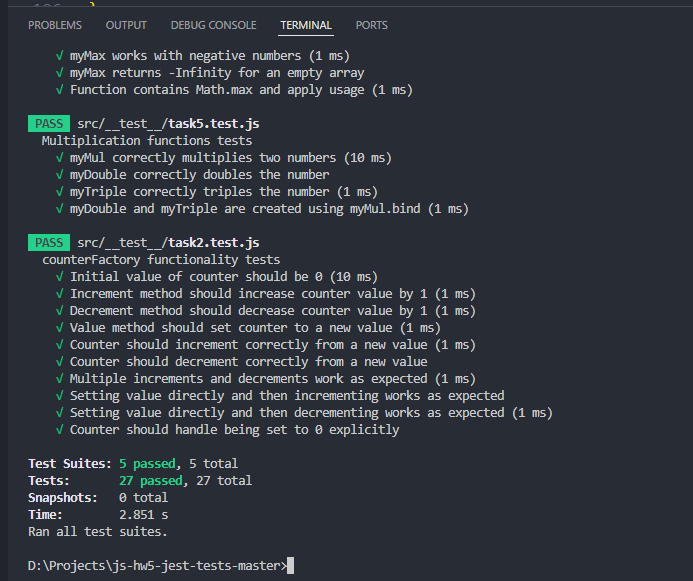 PROBLEMS OUTPUT DEBUG CONSOLE TERMINAL PORTS
√ myMax works with negative numbers (1 ms)
√ myMax returns -Infinity for an empty array
√ Function contains Math.max and apply usage (1 ms)
PASS src/__test__/task5.test.js
Multiplication functions tests
√ myMul correctly multiplies two numbers (10 ms)
√ myDouble correctly doubles the number
√ myTriple correctly triples the number (1 ms)
√ myDouble and myTriple are created using myMul.bind (1 ms)
PASS src/__test__/task2.test.js
counterFactory functionality tests
√ Initial value of counter should be 0 (10 ms)
√ Increment method should increase counter value by 1 (1 ms)
√ Decrement method should decrease counter value by 1 (1 ms)
√ Value method should set counter to a new value (1 ms)
√ Counter should increment correctly from a new value (1 ms)
√ Counter should decrement correctly from a new value
√ Multiple increments and decrements work as expected (1 ms)
√ Setting value directly and then incrementing works as expected
√ Setting value directly and then decrementing works as expected (1 ms)
√ Counter should handle being set to 0 explicitly
Test Suites: 5 passed, 5 total
Tests: 27 passed, 27 total
Snapshots: 0 total
Time: 2.851 s
Ran all test suites.
D:\Projects\js-hw5-jest-tests-master>